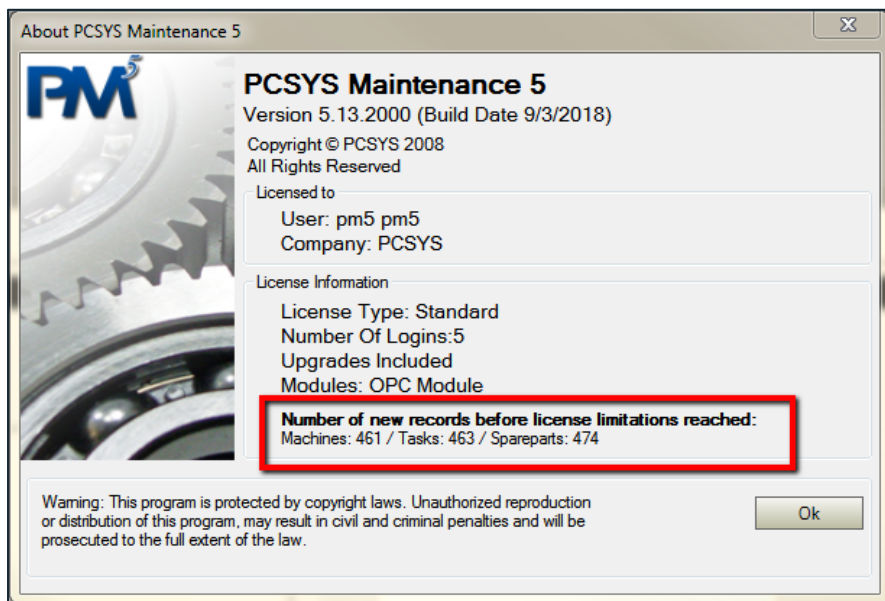 About PCSYS Maintenance 5
PM5
PCSYS Maintenance 5
Version 5.13.2000 (Build Date 9/3/2018)
Copyright © PCSYS 2008
All Rights Reserved
Licensed to
User: pm5 pm5
Company: PCSYS
License Information
License Type: Standard
Number Of Logins:5
Upgrades Included
Modules: OPC Module
Number of new records before license limitations reached:
Machines: 461 / Tasks: 463 / Spareparts: 474
Warning: This program is protected by copyright laws. Unauthorized reproduction
or distribution of this program, may result in civil and criminal penalties and will be
prosecuted to the full extent of the law.
Ok